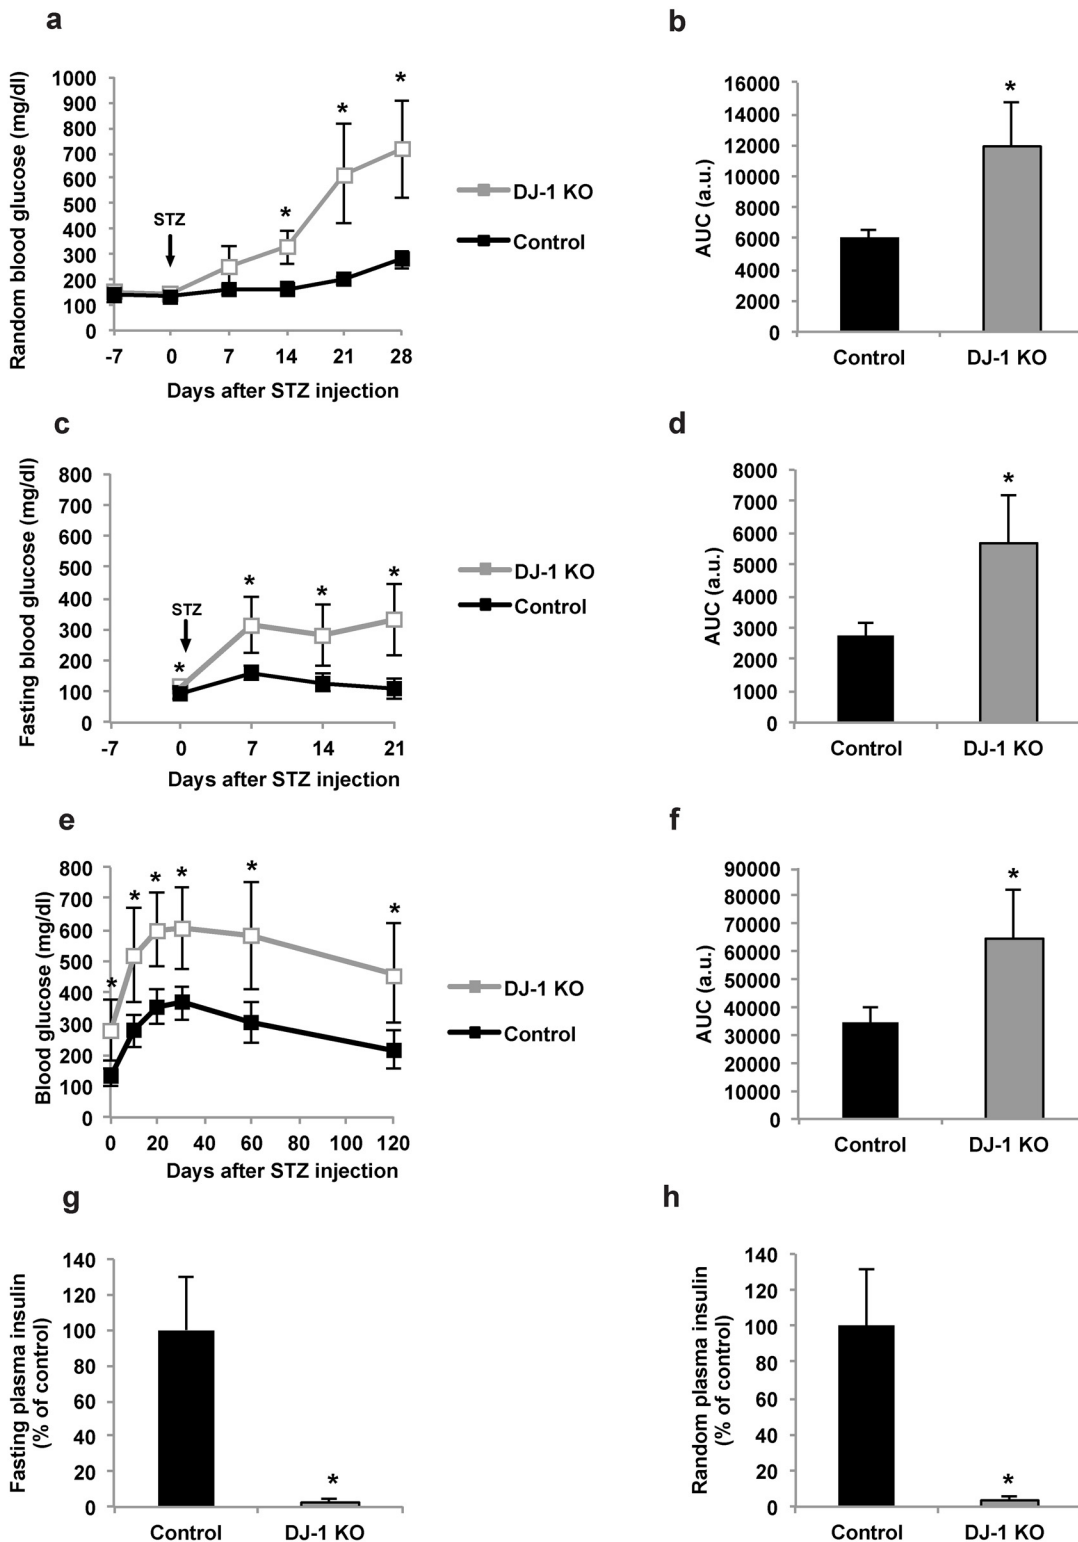 a
Random blood glucose (mg/dl)
1000
900
800
700
600
500
400
300
200
100
0
STZ
*
*
*
-7 0 7 14 21 28
Days after STZ injection
DJ-1 KO
Control
b
AUC (a.u.)
16000
14000
12000
10000
8000
6000
4000
2000
0
*
Control DJ-1 KO
c
Fasting blood glucose (mg/dl)
800
700
600
500
400
300
200
100
0
STZ
*
*
*
*
-7 0 7 14 21
Days after STZ injection
DJ-1 KO
Control
d
AUC (a.u.)
8000
7000
6000
5000
4000
3000
2000
1000
0
*
Control DJ-1 KO
e
Blood glucose (mg/dl)
800
700
600
500
400
300
200
100
0
*
*
*
*
*
*
0 20 40 60 80 100 120
Days after STZ injection
DJ-1 KO
Control
f
AUC (a.u.)
90000
80000
70000
60000
50000
40000
30000
20000
10000
0
*
Control DJ-1 KO
g
Fasting plasma insulin
(% of control)
140
120
100
80
60
40
20
0
*
Control DJ-1 KO
h
Random plasma insulin
(% of control)
140
120
100
80
60
40
20
0
*
Control DJ-1 KO